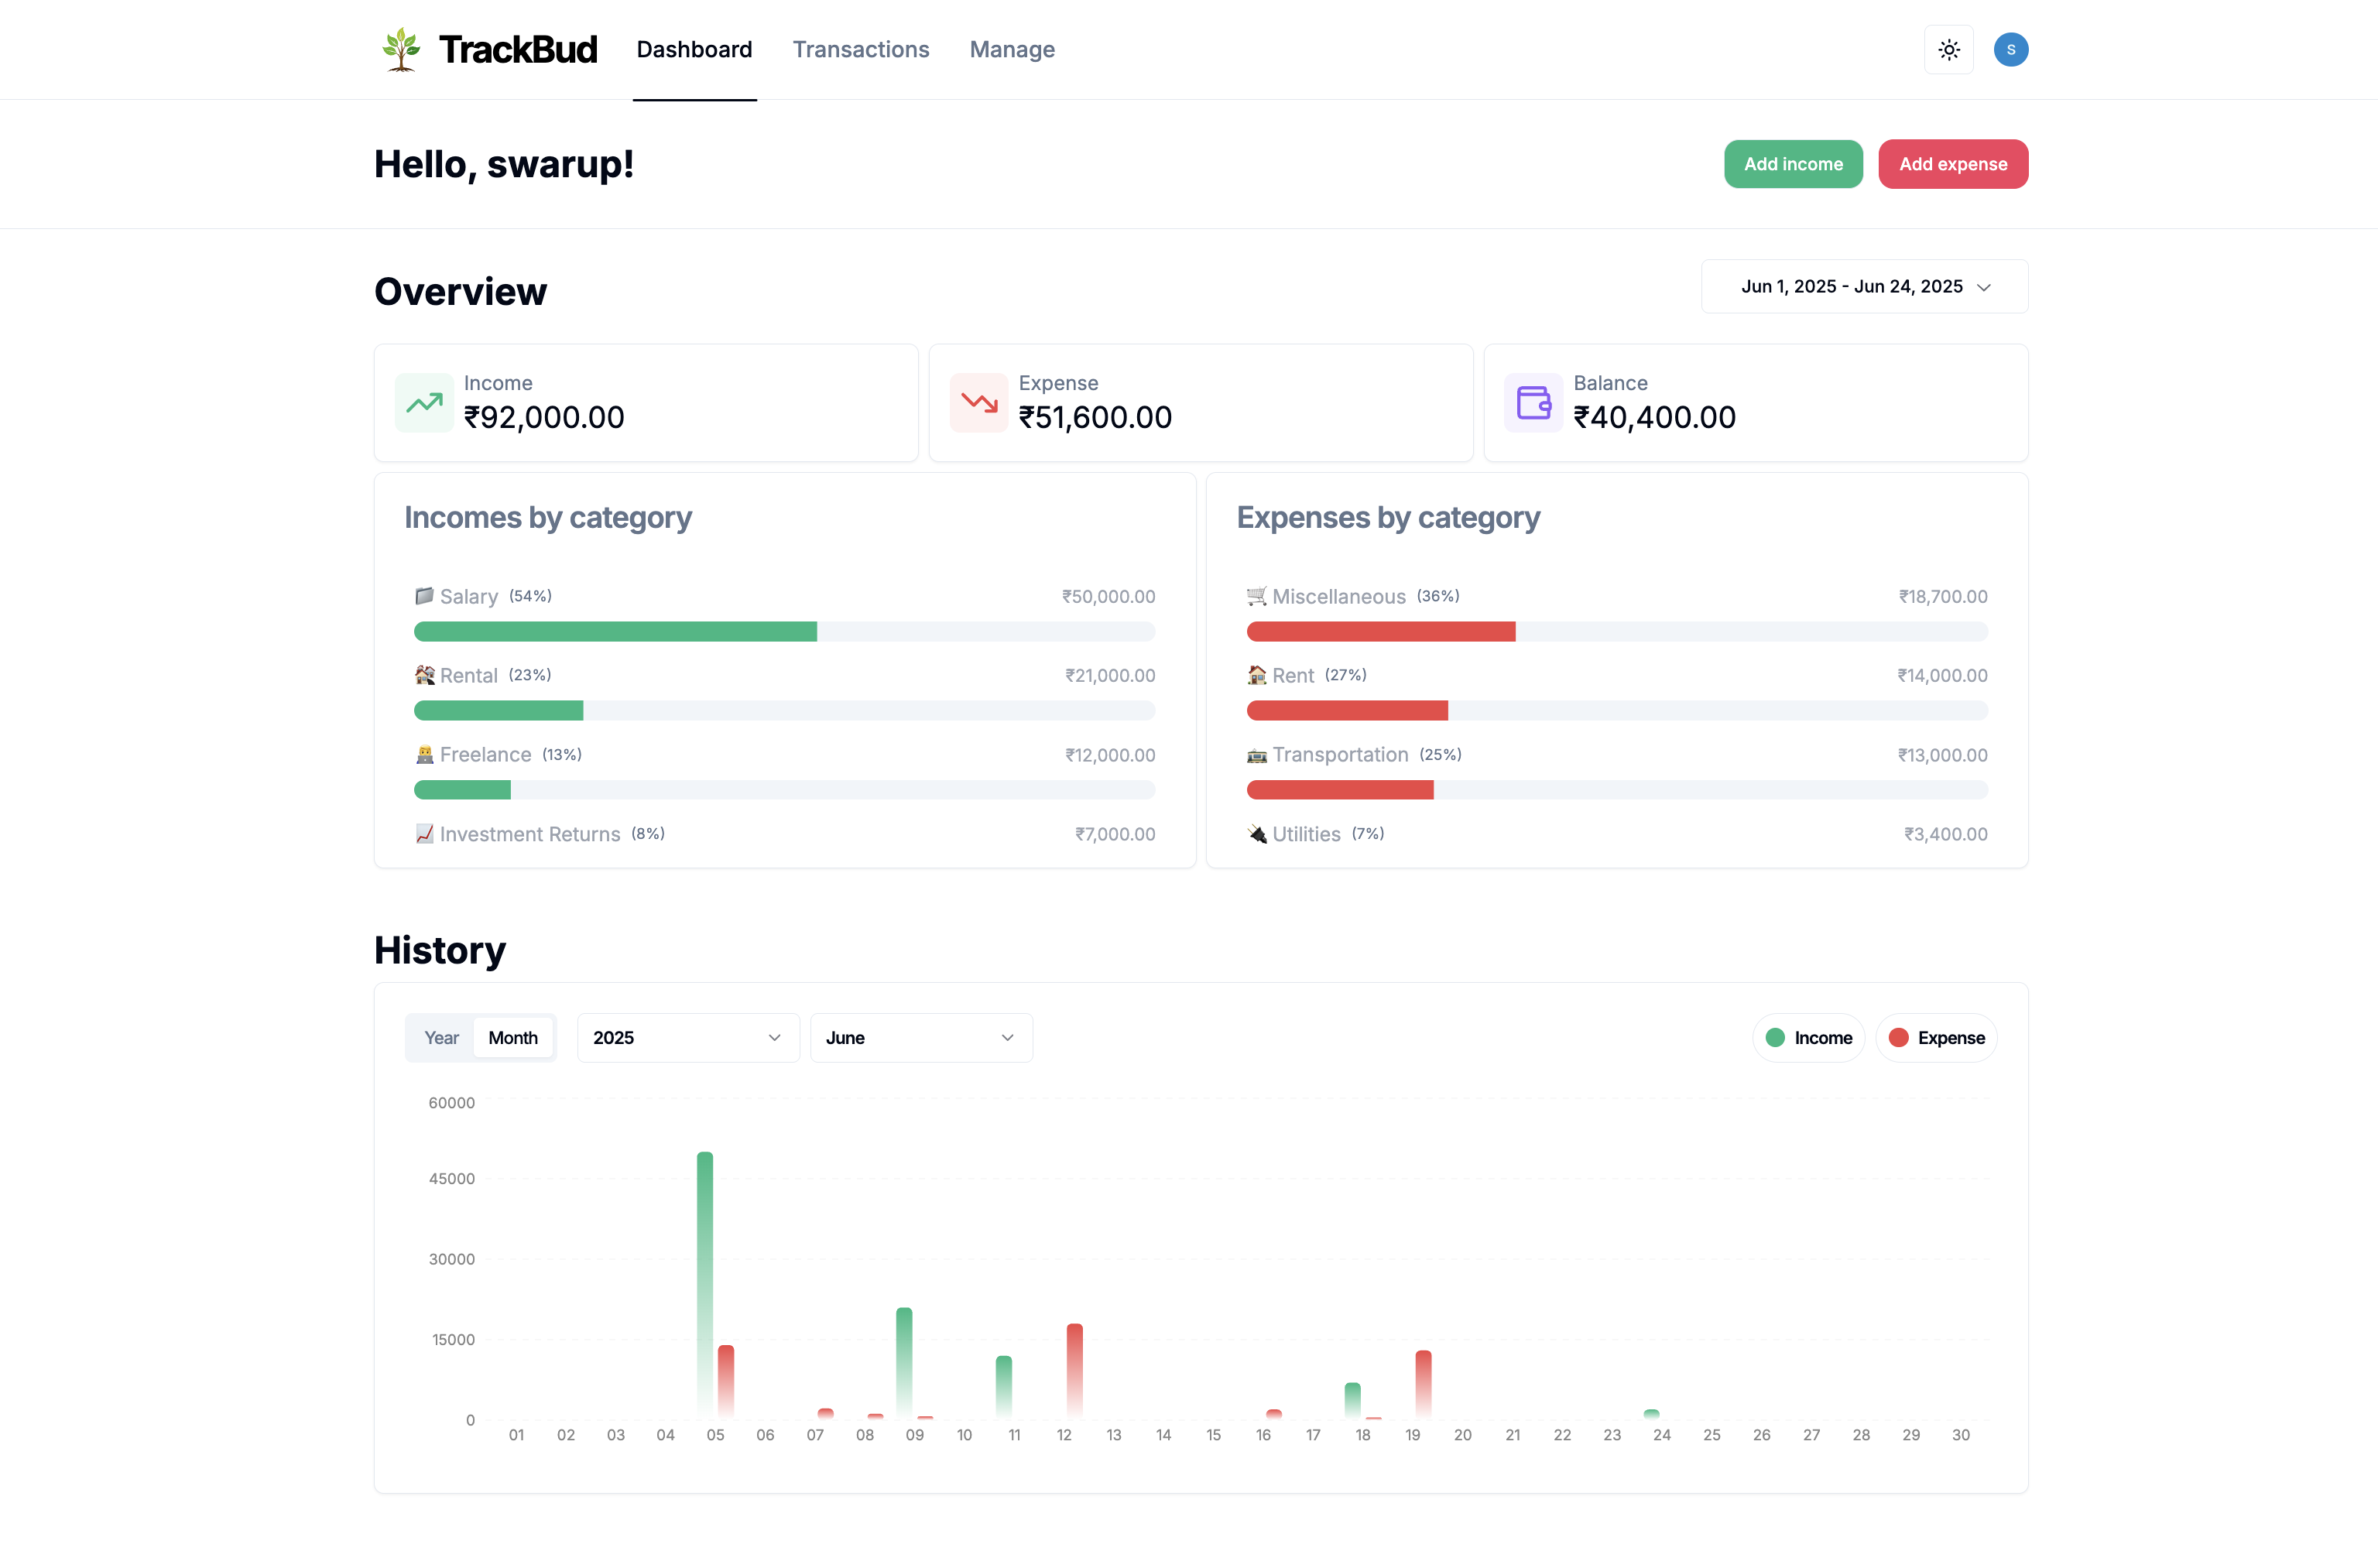 TrackBud Dashboard Transactions Manage S
Hello, swarup! Add income Add expense
Overview Jun 1, 2025 - Jun 24, 2025
Income
₹92,000.00
Expense
₹51,600.00
Balance
₹40,400.00
Incomes by category
Salary (54%) ₹50,000.00
Rental (23%) ₹21,000.00
Freelance (13%) ₹12,000.00
Investment Returns (8%) ₹7,000.00
Expenses by category
Miscellaneous (36%) ₹18,700.00
Rent (27%) ₹14,000.00
Transportation (25%) ₹13,000.00
Utilities (7%) ₹3,400.00
History
Year Month 2025 June Income Expense
60000
45000
30000
15000
0
01 02 03 04 05 06 07 08 09 10 11 12 13 14 15 16 17 18 19 20 21 22 23 24 25 26 27 28 29 30